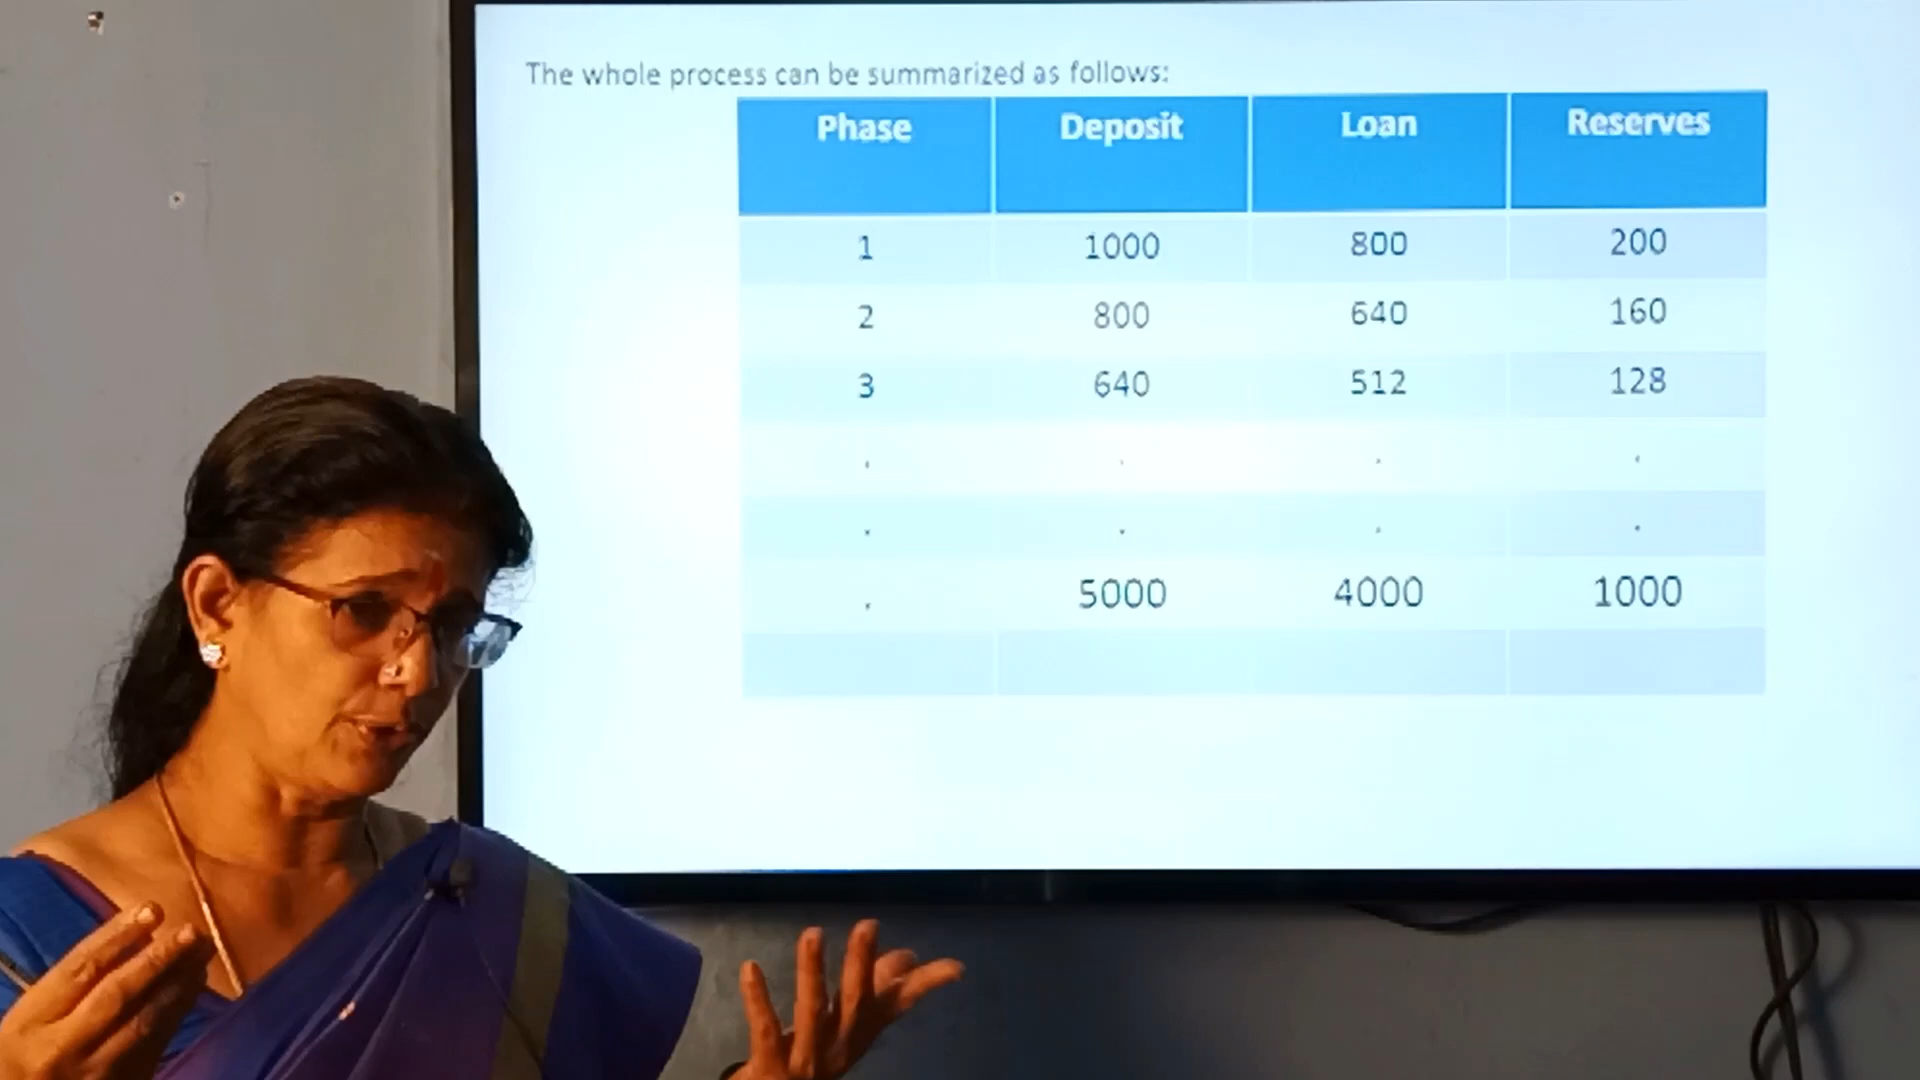 The whole process can be summarized as follows:
Phase Deposit Loan Reserves
1 1000 800 200
2 800 640 160
3 640 512 128
. . . .
. . . .
. 5000 4000 1000